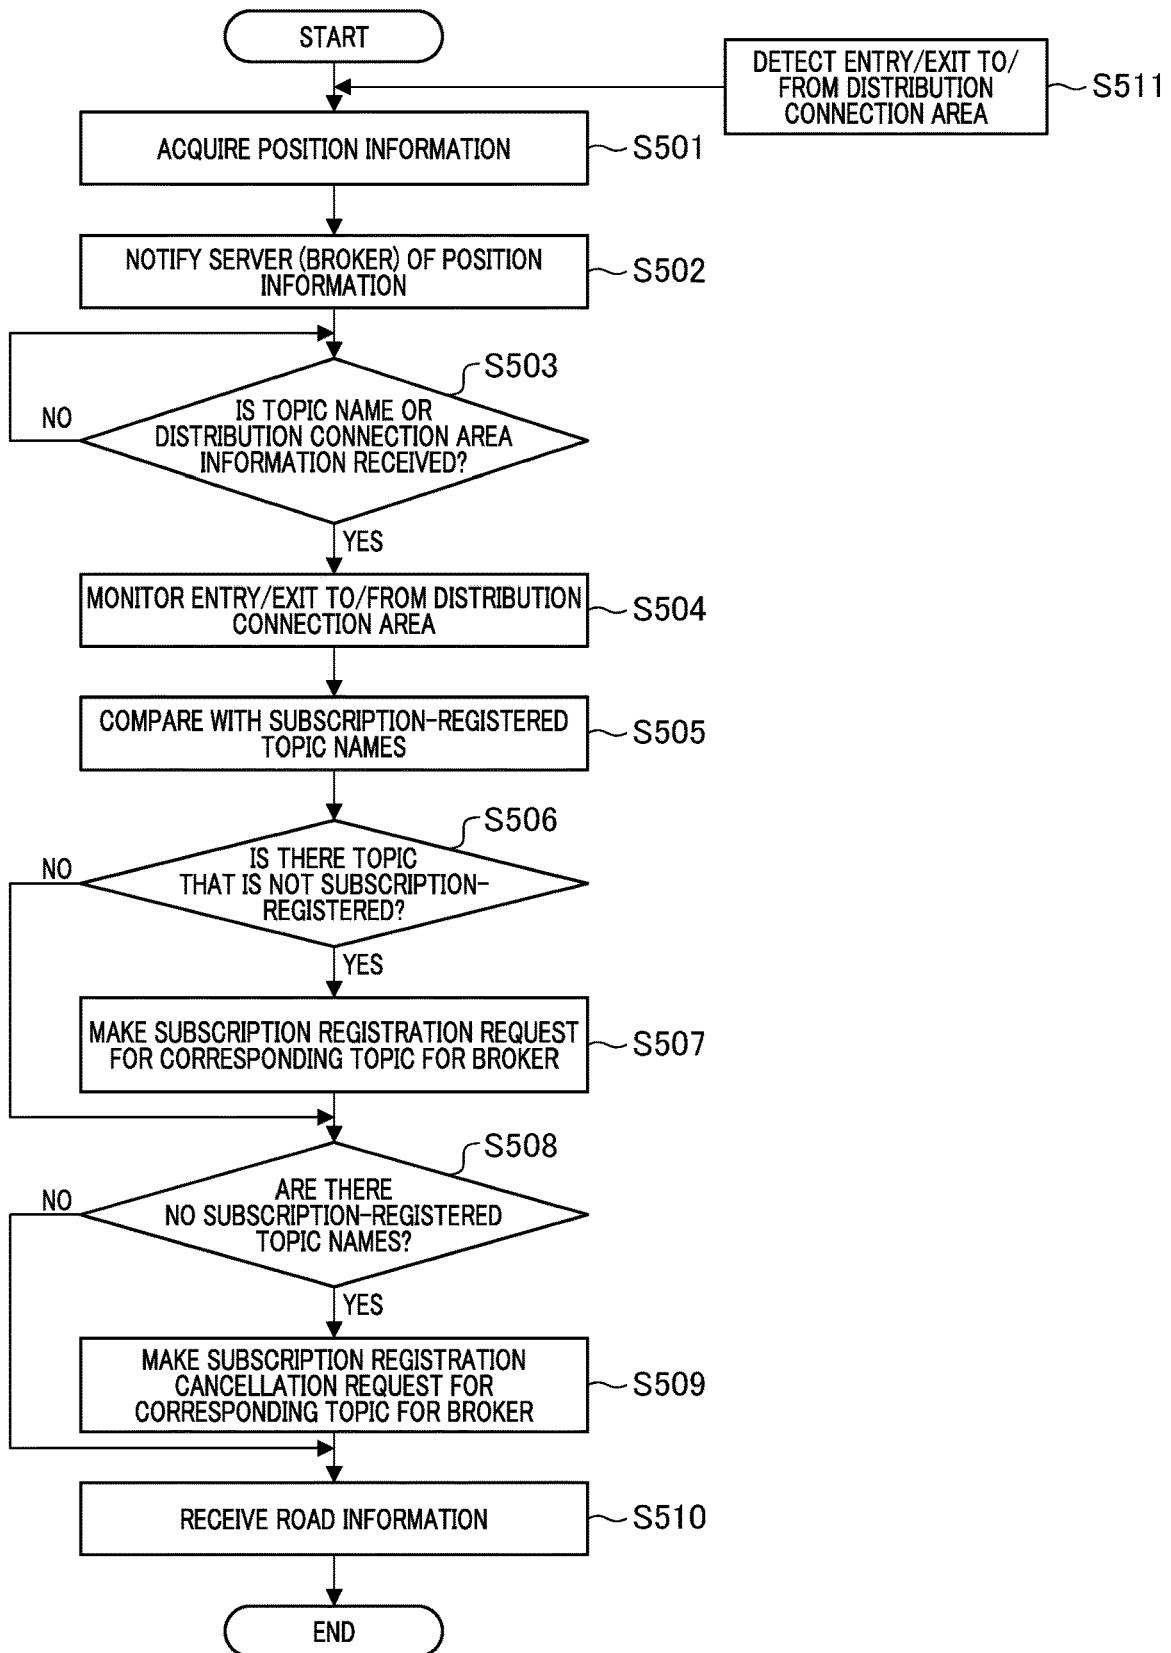 START
DETECT ENTRY/EXIT TO/
FROM DISTRIBUTION
CONNECTION AREA
S511
ACQUIRE POSITION INFORMATION
S501
NOTIFY SERVER (BROKER) OF POSITION
INFORMATION
S502
S503
NO
IS TOPIC NAME OR
DISTRIBUTION CONNECTION AREA
INFORMATION RECEIVED?
YES
MONITOR ENTRY/EXIT TO/FROM DISTRIBUTION
CONNECTION AREA
S504
COMPARE WITH SUBSCRIPTION-REGISTERED
TOPIC NAMES
S505
S506
NO
IS THERE TOPIC
THAT IS NOT SUBSCRIPTION-
REGISTERED?
YES
MAKE SUBSCRIPTION REGISTRATION REQUEST
FOR CORRESPONDING TOPIC FOR BROKER
S507
S508
NO
ARE THERE
NO SUBSCRIPTION-REGISTERED
TOPIC NAMES?
YES
MAKE SUBSCRIPTION REGISTRATION
CANCELLATION REQUEST FOR
CORRESPONDING TOPIC FOR BROKER
S509
RECEIVE ROAD INFORMATION
S510
END